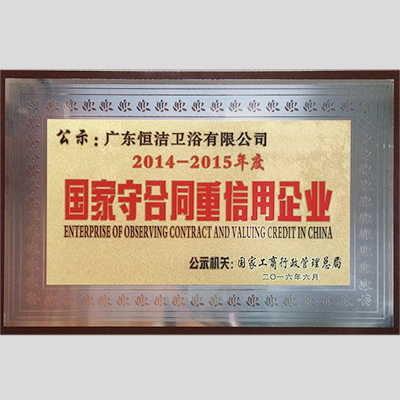 公示：广东恒洁卫浴有限公司
2014-2015年度
国家守合同重信用企业
ENTERPRISE OF OBSERVING CONTRACT AND VALUING CREDIT IN CHINA
公示机关：国家工商行政管理总局
二〇一六年六月